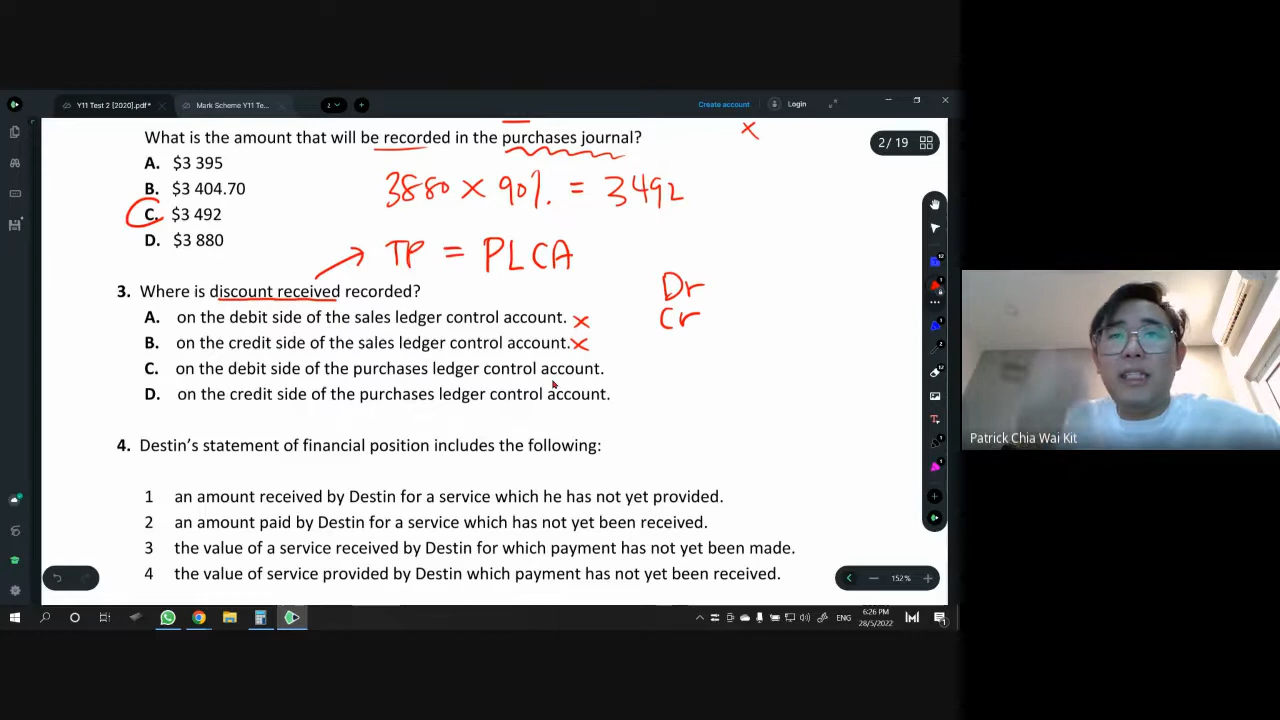 Y11 Test 2 [2020].pdf*
Mark Scheme Y11 Te...
2
Create account
Login
What is the amount that will be recorded in the purchases journal?
2 / 19
A. $3 395
B. $3 404.70
C. $3 492
D. $3 880
3880 × 90% = 3492
TP = PLCA
3. Where is discount received recorded?
Dr
Cr
A. on the debit side of the sales ledger control account.
B. on the credit side of the sales ledger control account.
C. on the debit side of the purchases ledger control account.
D. on the credit side of the purchases ledger control account.
4. Destin's statement of financial position includes the following:
1 an amount received by Destin for a service which he has not yet provided.
2 an amount paid by Destin for a service which has not yet been received.
3 the value of a service received by Destin for which payment has not yet been made.
4 the value of service provided by Destin which payment has not yet been received.
152%
Patrick Chia Wai Kit
ENG
6:26 PM
28/5/2022